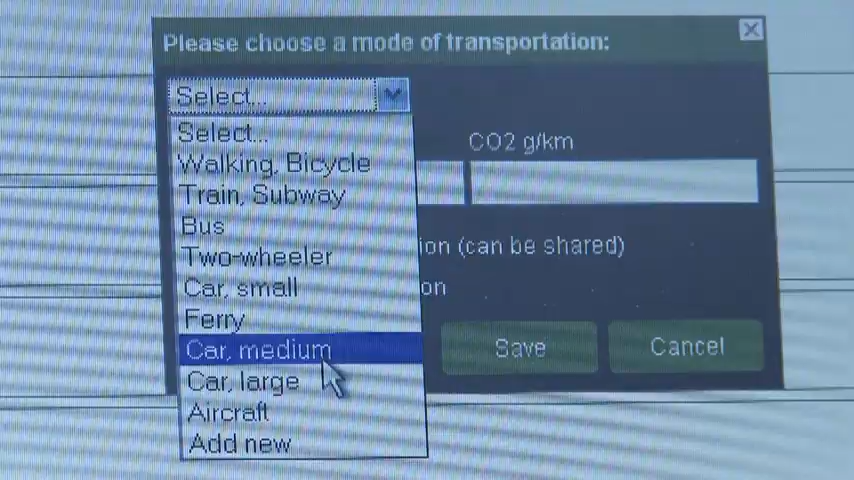 Please choose a mode of transportation:
Select...
Select...
CO2 g/km
Walking, Bicycle
Train, Subway
Bus
ion (can be shared)
Two-wheeler
Car, small
on
Ferry
Car, medium
Save
Cancel
Car, large
Aircraft
Add new